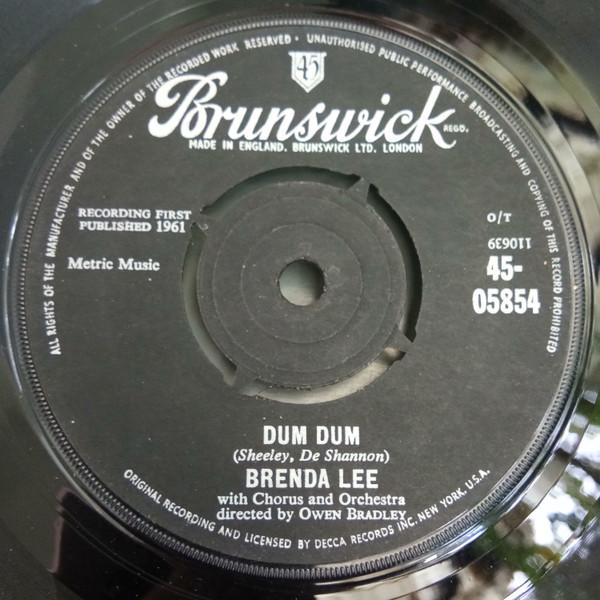 ALL RIGHTS OF THE MANUFACTURER AND OF THE OWNER OF THE RECORDED WORK RESERVED · UNAUTHORISED PUBLIC PERFORMANCE BROADCASTING AND COPYING OF THIS RECORD PROHIBITED
45
Brunswick REGD.
MADE IN ENGLAND. BRUNSWICK LTD. LONDON
RECORDING FIRST
PUBLISHED 1961
Metric Music
O/T
110639
45-
05854
DUM DUM
(Sheeley, De Shannon)
BRENDA LEE
with Chorus and Orchestra
directed by OWEN BRADLEY
ORIGINAL RECORDING AND LICENSED BY DECCA RECORDS INC. NEW YORK, U.S.A.